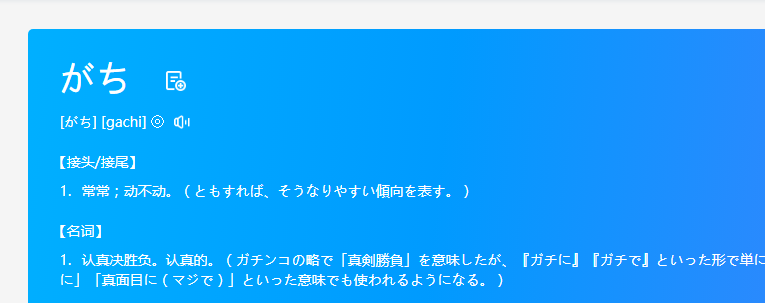 がち
[がち] [gachi] ◎
【接头/接尾】
1. 常常；动不动。（ともすれば、そうなりやすい傾向を表す。）
【名词】
1. 认真决胜负。认真的。（ガチンコの略で「真剣勝負」を意味したが、『ガチに』『ガチで』といった形で単に
に」「真面目に（マジで）」といった意味でも使われるようになる。）